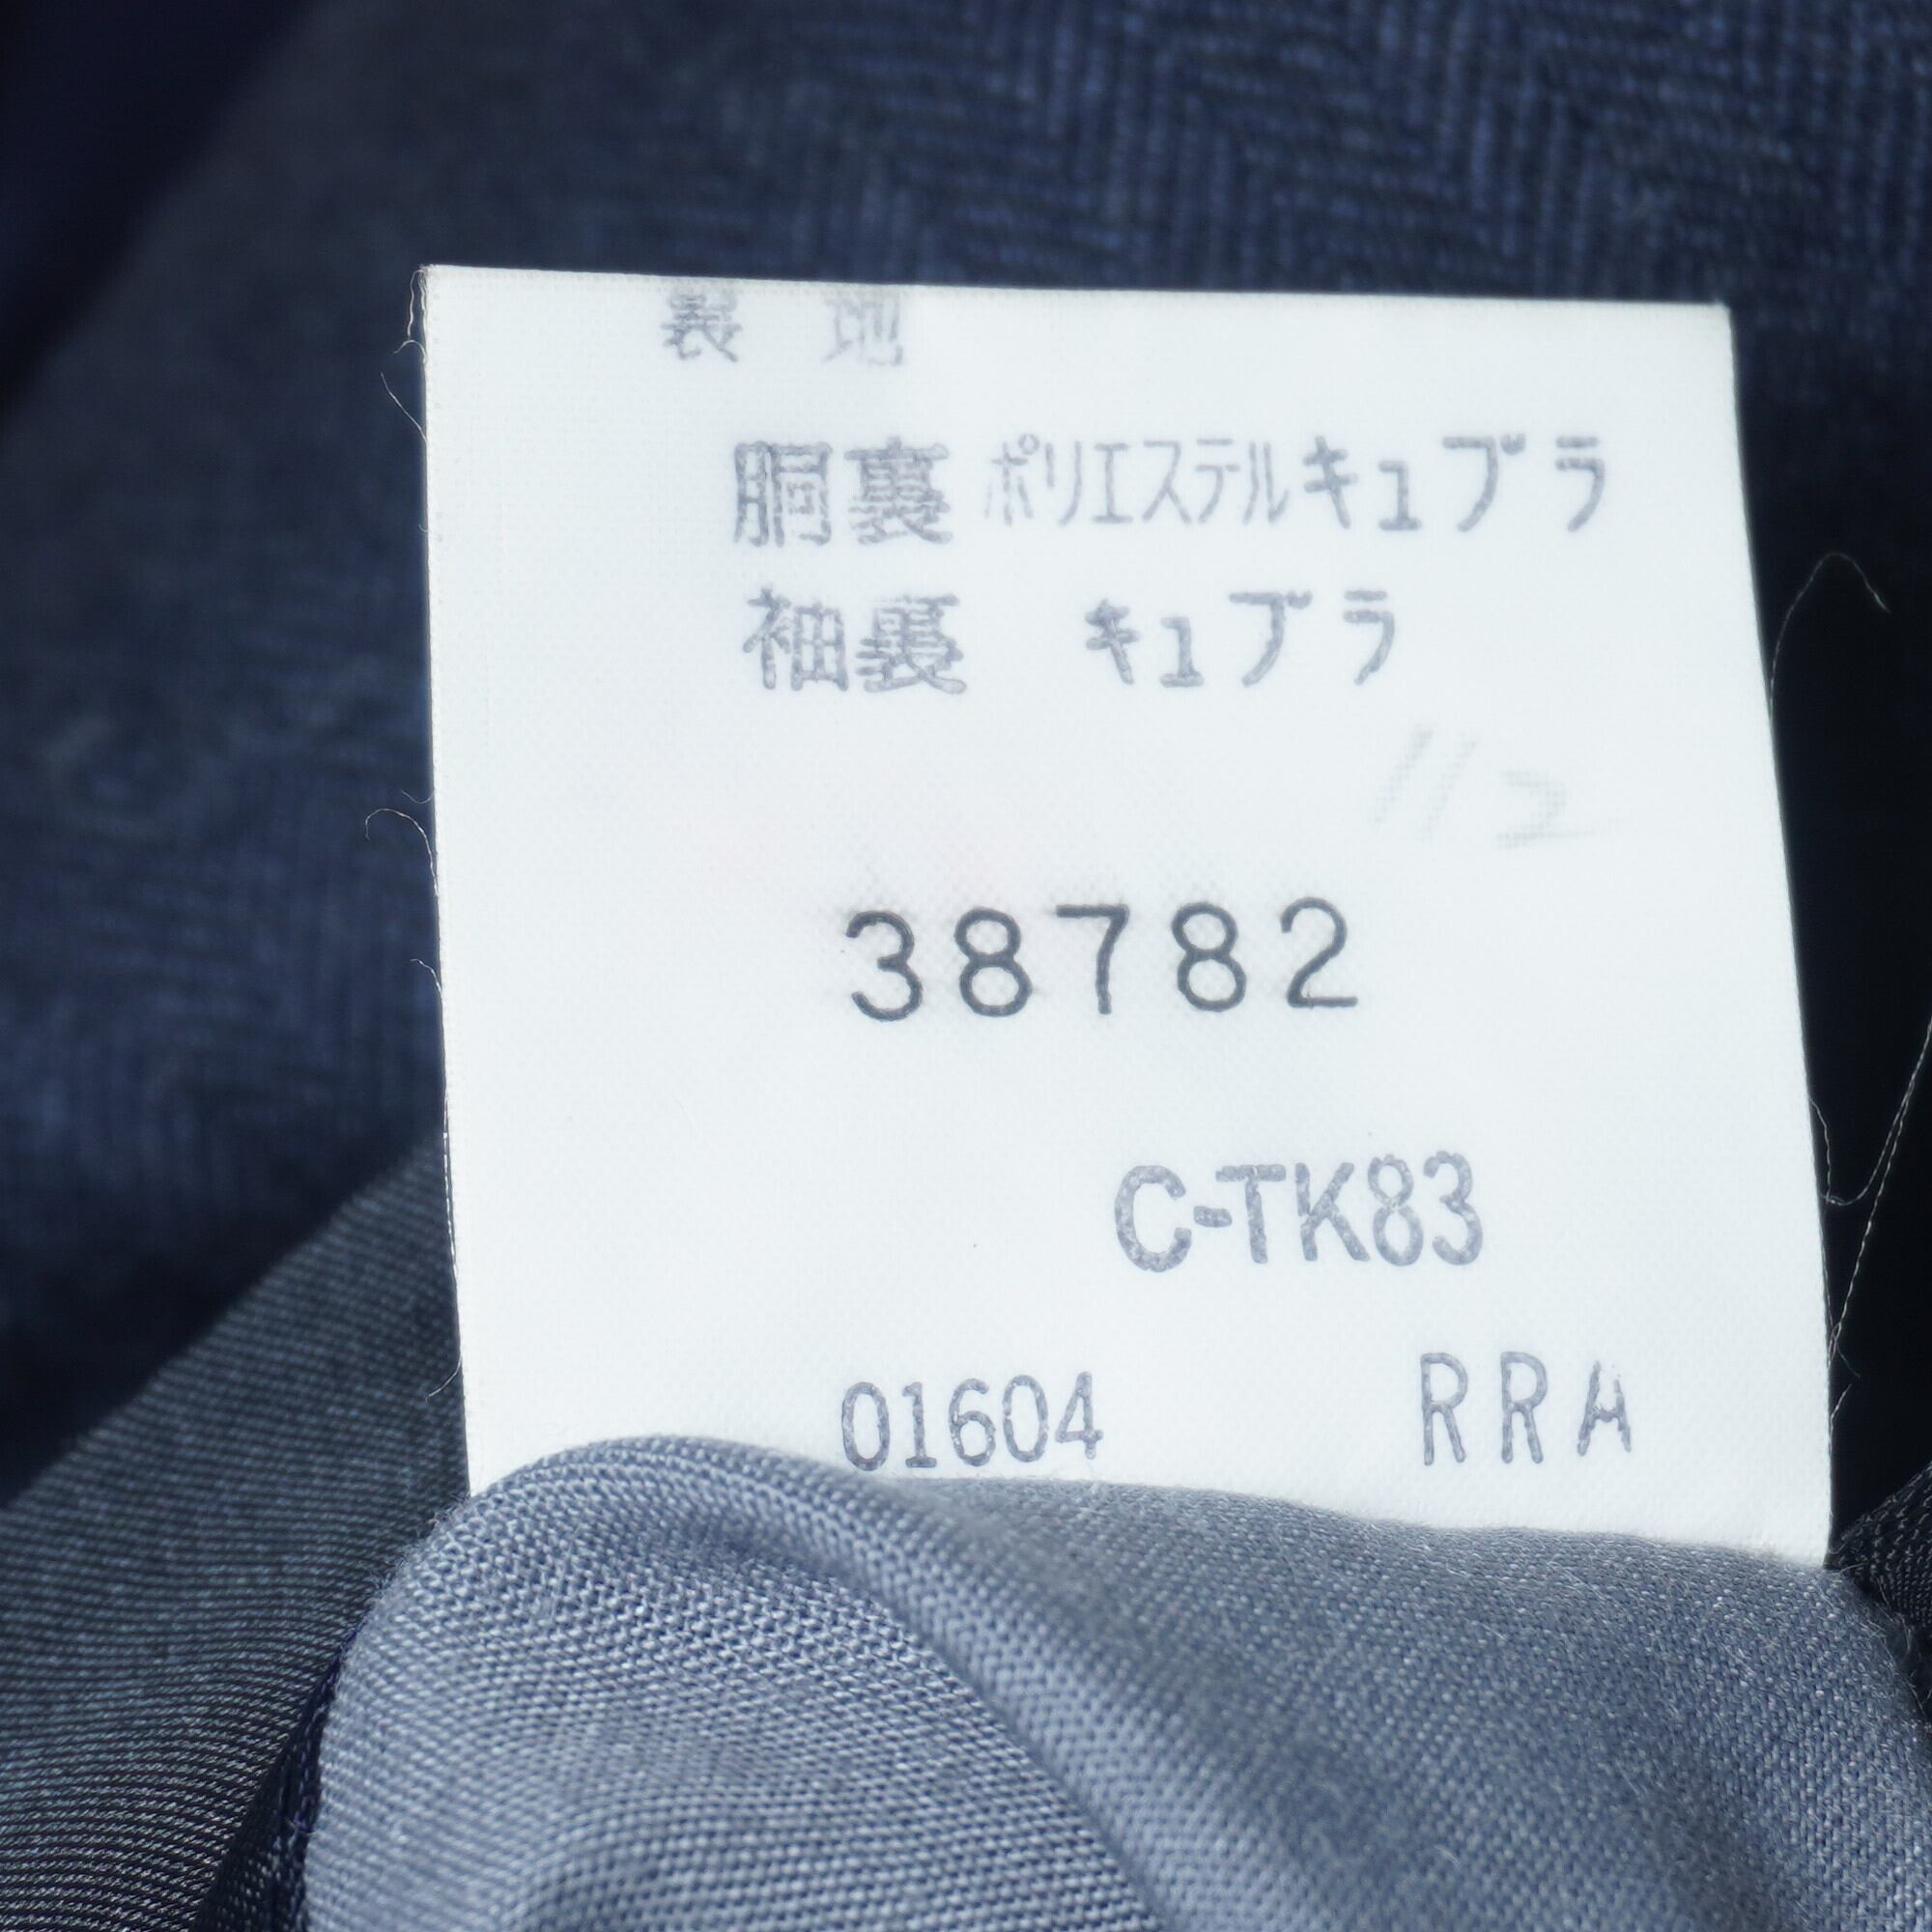 裏 地
胴裏 ポリエステルキュプラ
袖裏 キュプラ
112
38782
C-TK83
01604 RRA